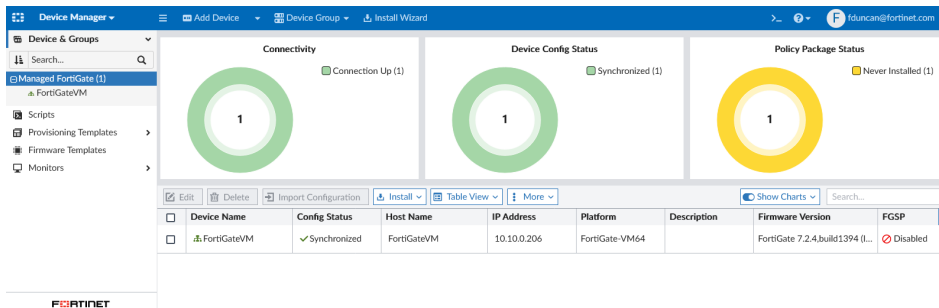 Device Manager
Add Device
Device Group
Install Wizard
fduncan@fortinet.com
F
Device & Groups
Search...
Managed FortiGate (1)
FortiGateVM
Scripts
Provisioning Templates
Firmware Templates
Monitors
FORTINET
Connectivity
Connection Up (1)
1
Device Config Status
Synchronized (1)
1
Policy Package Status
Never Installed (1)
1
Edit Delete Import Configuration Install Table View More Show Charts Search...
Device Name Config Status Host Name IP Address Platform Description Firmware Version FGSP
FortiGateVM Synchronized FortiGateVM 10.10.0.206 FortiGate-VM64 FortiGate 7.2.4,build1394 (I... Disabled